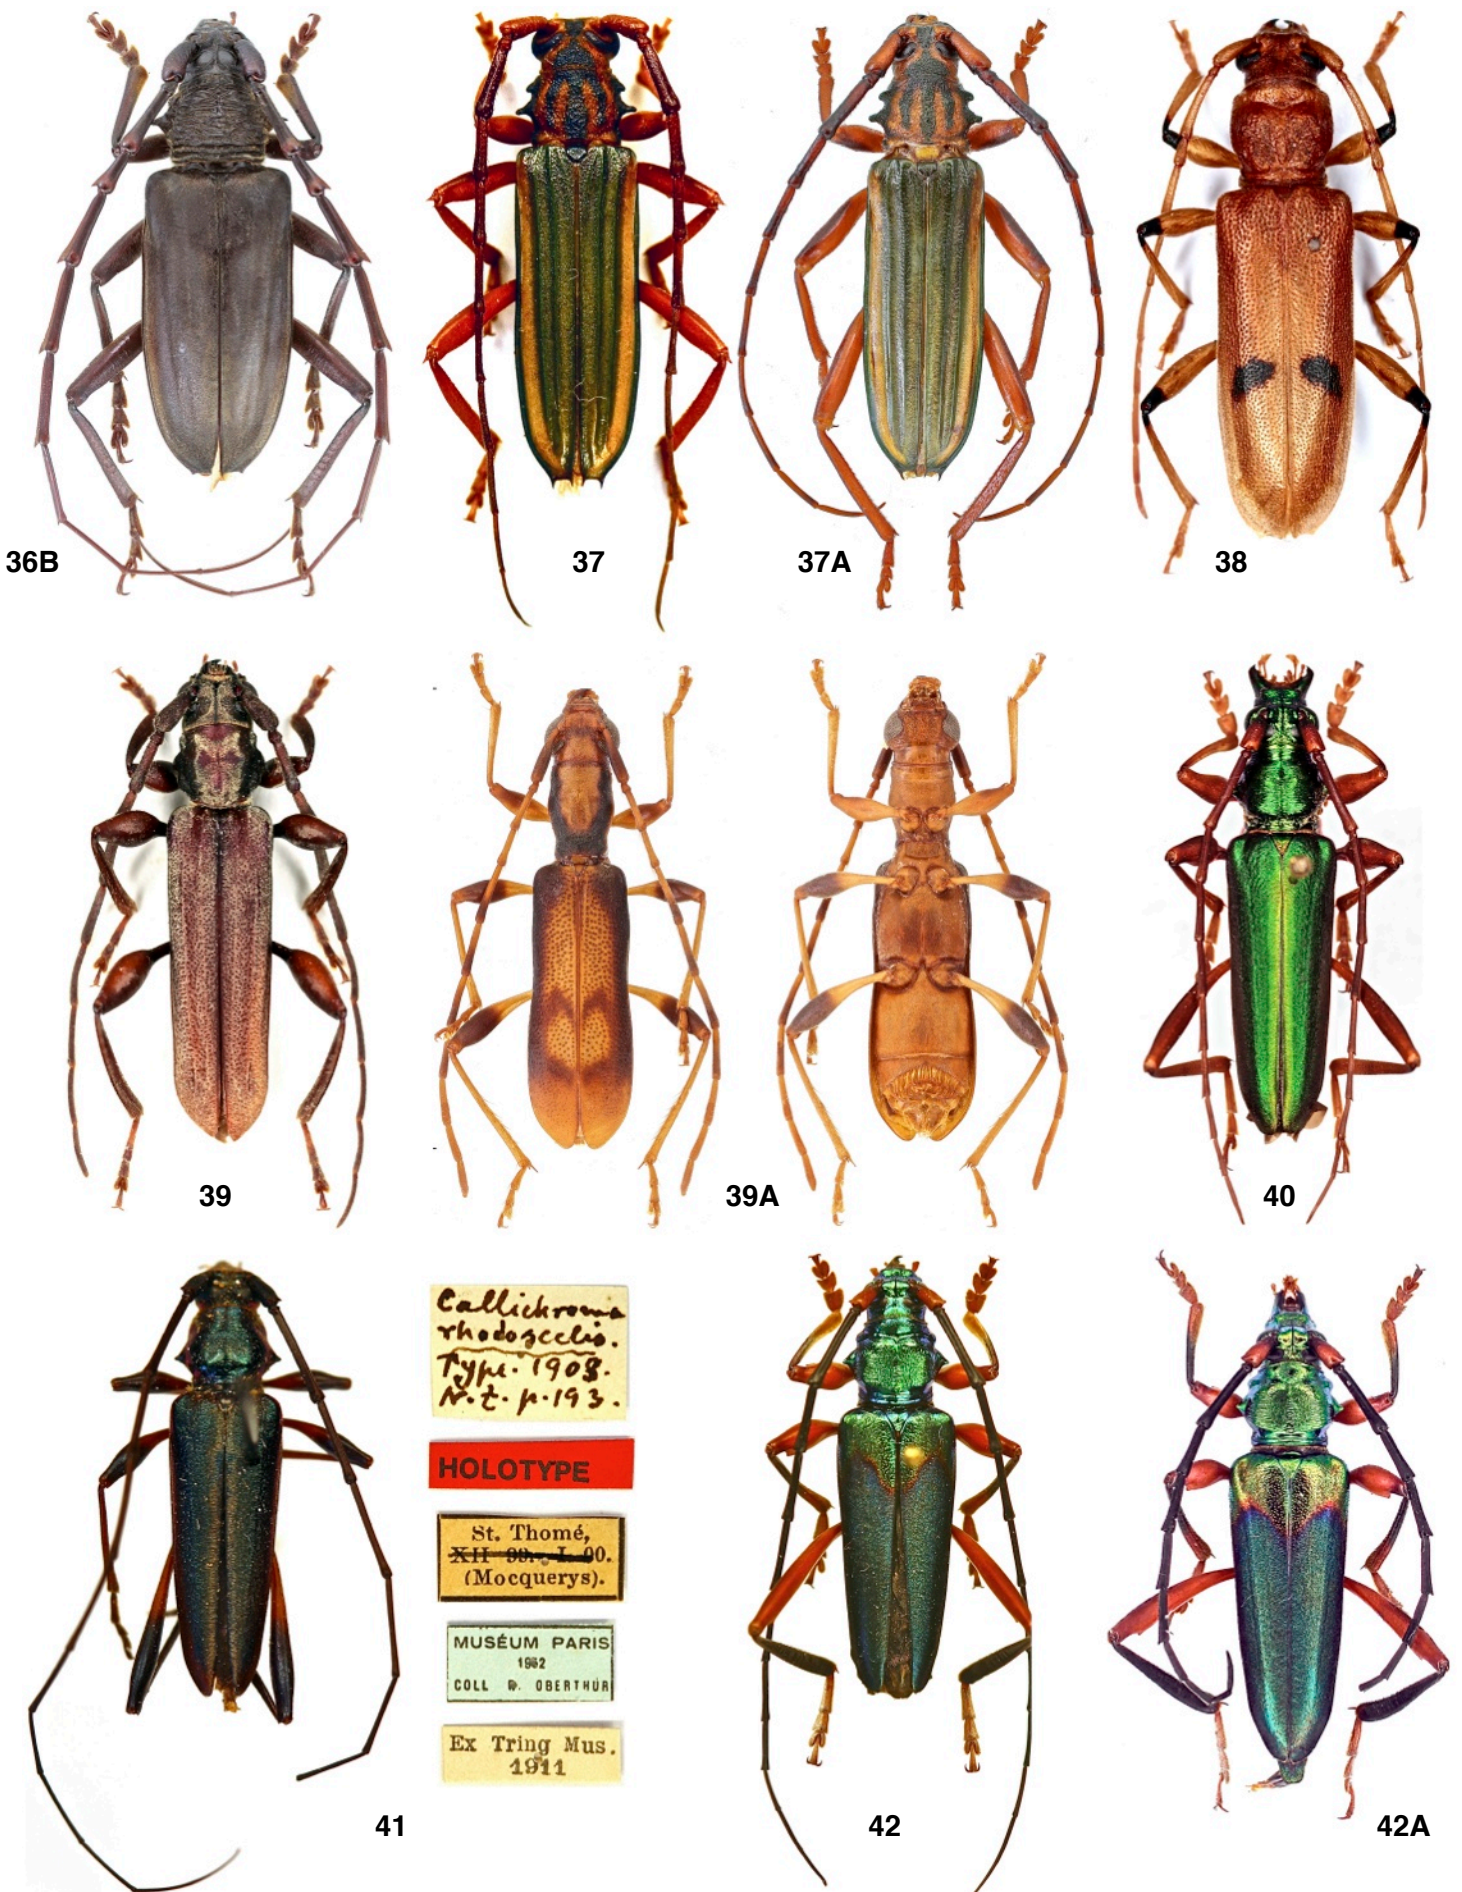 36B
37
37A
38
39
39A
40
Callichroma
rhodoscelis.
Type. 1908.
N.Z. p.193.
HOLOTYPE
St. Thomé,
XII 99. I. 00.
(Mocquerys).
MUSÉUM PARIS
1952
COLL R. OBERTHUR
Ex Tring Mus.
1911
41
42
42A